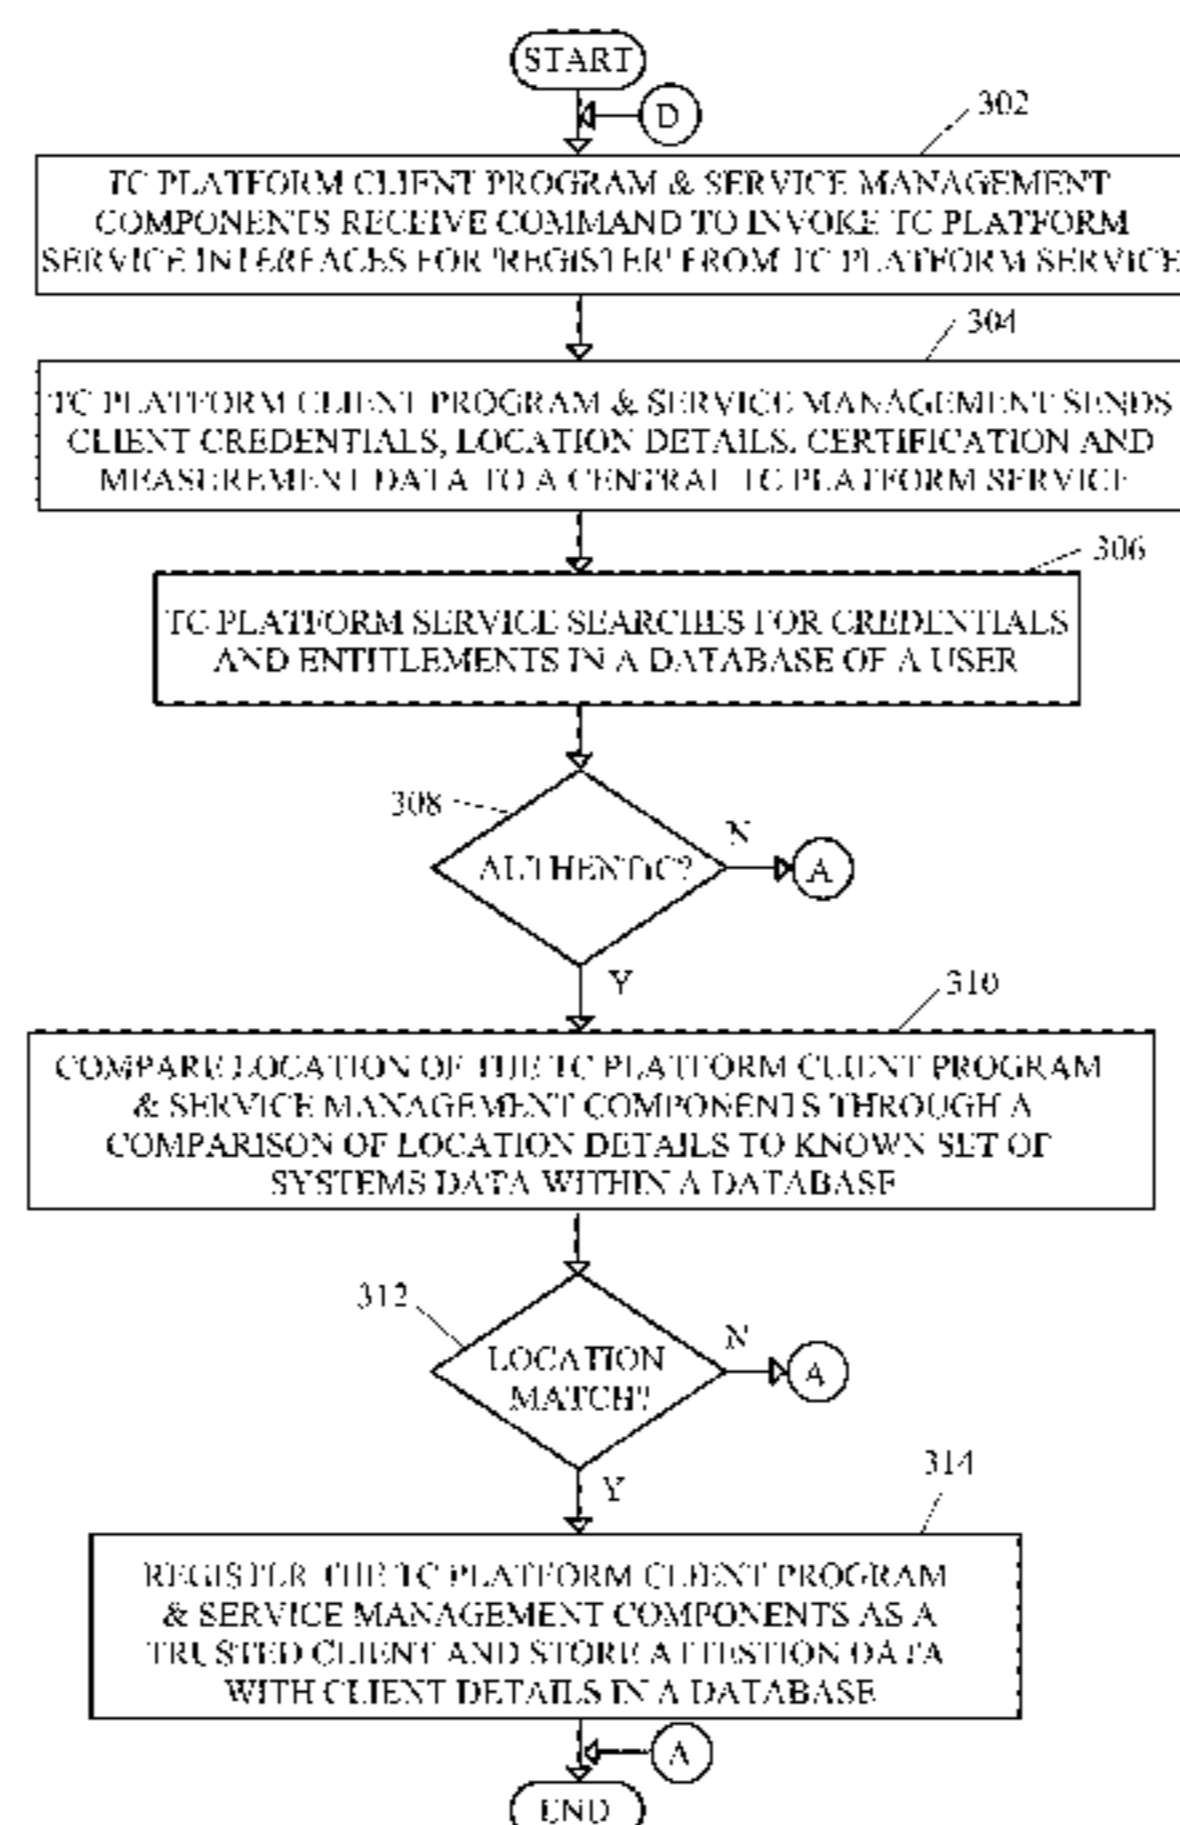 START
D
302
TC PLATFORM CLIENT PROGRAM & SERVICE MANAGEMENT
COMPONENTS RECEIVE COMMAND TO INVOKE TC PLATFORM
SERVICE INTERFACES FOR 'REGISTER' FROM TC PLATFORM SERVICE
304
TC PLATFORM CLIENT PROGRAM & SERVICE MANAGEMENT SENDS
CLIENT CREDENTIALS, LOCATION DETAILS, CERTIFICATION AND
MEASUREMENT DATA TO A CENTRAL TC PLATFORM SERVICE
306
TC PLATFORM SERVICE SEARCHES FOR CREDENTIALS
AND ENTITLEMENTS IN A DATABASE OF A USER
308
AUTHENTIC?
N
A
Y
310
COMPARE LOCATION OF THE TC PLATFORM CLIENT PROGRAM
& SERVICE MANAGEMENT COMPONENTS THROUGH A
COMPARISON OF LOCATION DETAILS TO KNOWN SET OF
SYSTEMS DATA WITHIN A DATABASE
312
LOCATION
MATCH?
N
A
Y
314
REGISTER THE TC PLATFORM CLIENT PROGRAM
& SERVICE MANAGEMENT COMPONENTS AS A
TRUSTED CLIENT AND STORE ATTESTION DATA
WITH CLIENT DETAILS IN A DATABASE
A
END